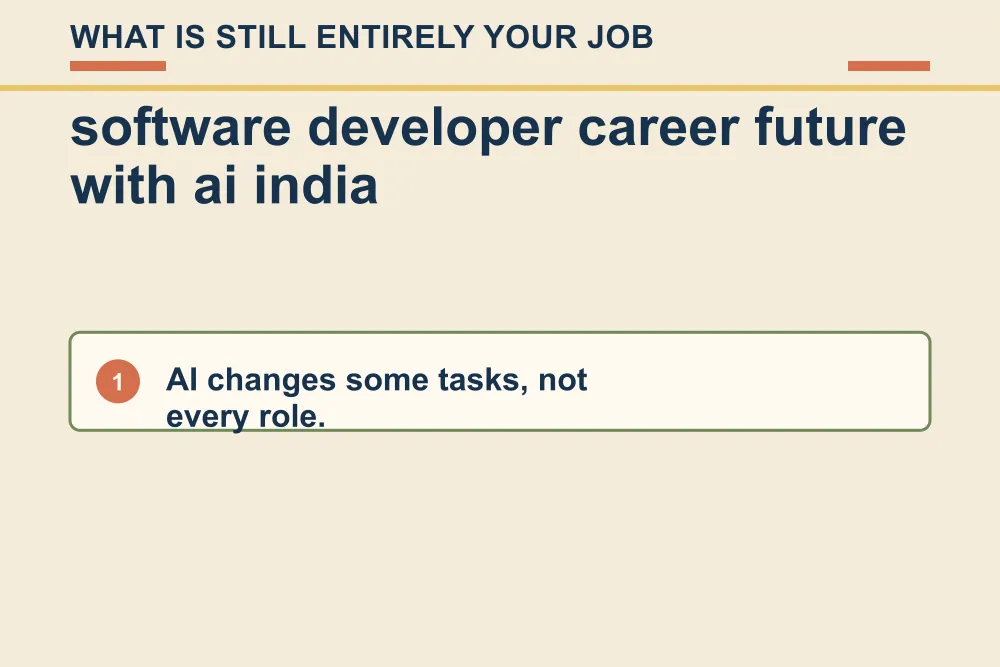 WHAT IS STILL ENTIRELY YOUR JOB
software developer career future
with ai india
1
AI changes some tasks, not
every role.